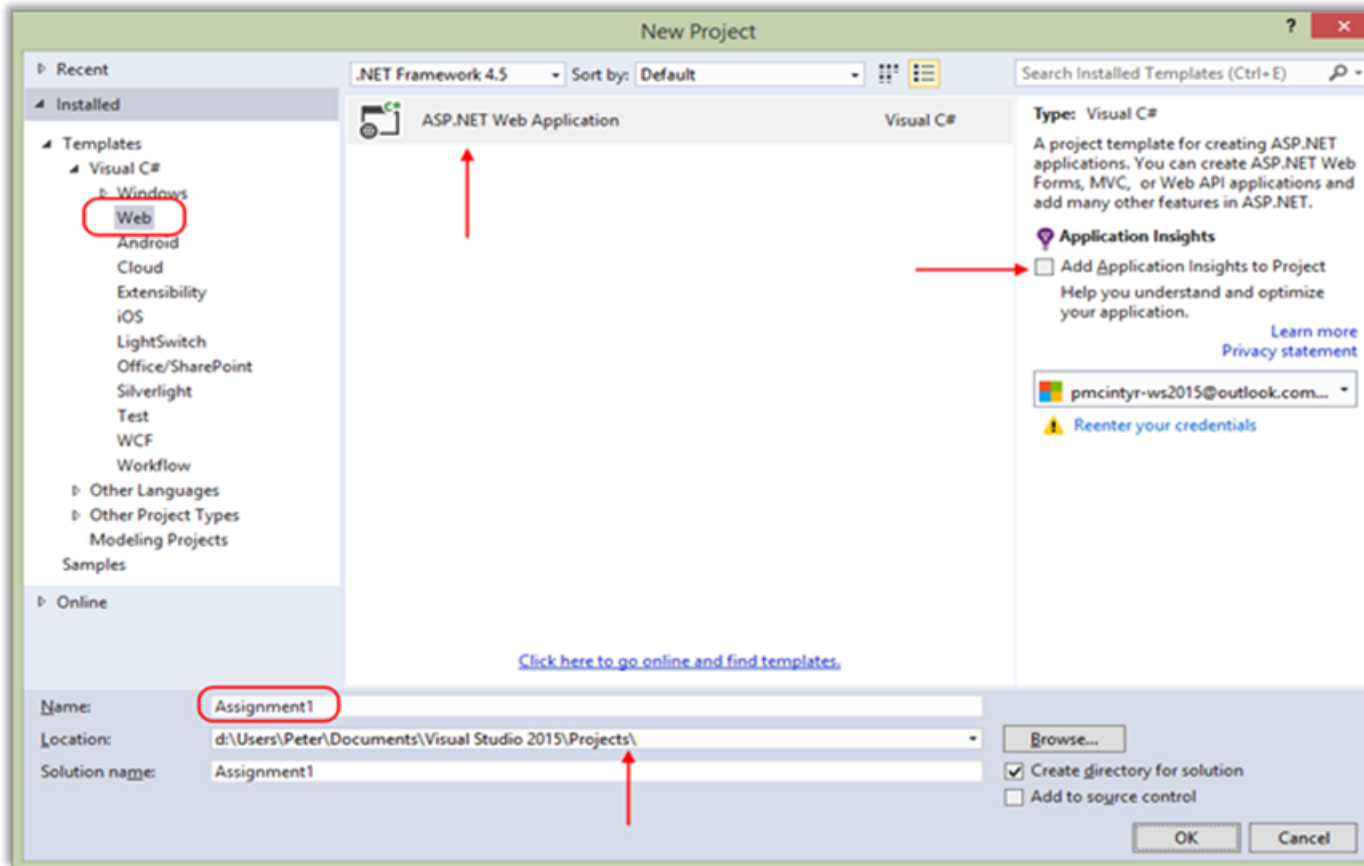 New Project
?
Recent
Installed
Templates
Visual C#
Windows
Web
Android
Cloud
Extensibility
iOS
LightSwitch
Office/SharePoint
Silverlight
Test
WCF
Workflow
Other Languages
Other Project Types
Modeling Projects
Samples
Online
.NET Framework 4.5
Sort by: Default
C#
ASP.NET Web Application
Visual C#
Click here to go online and find templates.
Search Installed Templates (Ctrl+E)
Type: Visual C#
A project template for creating ASP.NET
applications. You can create ASP.NET Web
Forms, MVC, or Web API applications and
add many other features in ASP.NET.
Application Insights
Add Application Insights to Project
Help you understand and optimize
your application.
Learn more
Privacy statement
pmcintyr-ws2015@outlook.com...
Reenter your credentials
Name: Assignment1
Location: d:\Users\Peter\Documents\Visual Studio 2015\Projects\
Browse...
Solution name: Assignment1
Create directory for solution
Add to source control
OK
Cancel